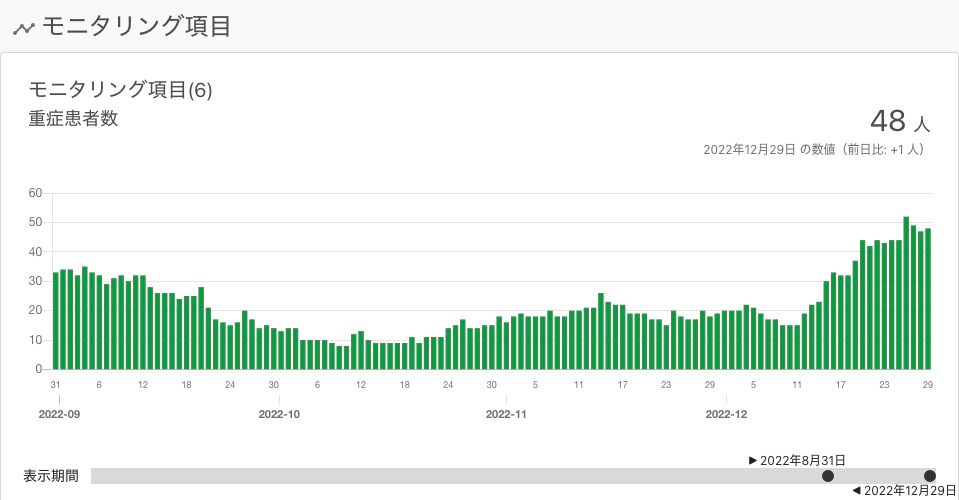 モニタリング項目
モニタリング項目(6)
重症患者数
48 人
2022年12月29日 の数値（前日比: +1 人）
60
50
40
30
20
10
0
31 6 12 18 24 30 6 12 18 24 30 5 11 17 23 29 5 11 17 23 29
2022-09 2022-10 2022-11 2022-12
▶ 2022年8月31日
表示期間
◀ 2022年12月29日